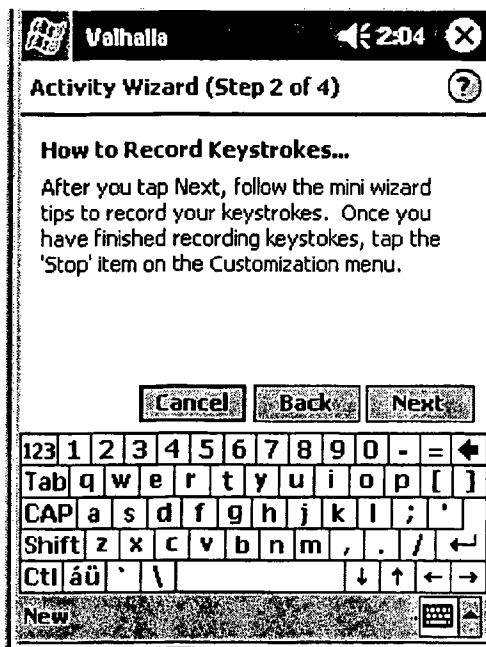 Valhalla 2:04
Activity Wizard (Step 2 of 4) ?
How to Record Keystrokes...
After you tap Next, follow the mini wizard
tips to record your keystrokes. Once you
have finished recording keystokes, tap the
'Stop' item on the Customization menu.
Cancel Back Next
123 1 2 3 4 5 6 7 8 9 0 - = ←
Tab q w e r t y u i o p [ ]
CAP a s d f g h j k l ; '
Shift z x c v b n m , . / ↵
Ctl áü ` \ ↓ ↑ ← →
New